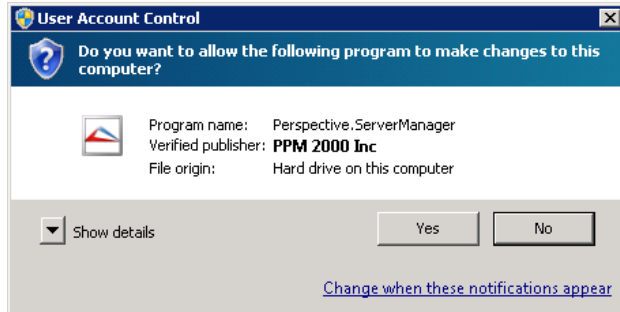 User Account Control
Do you want to allow the following program to make changes to this
computer?
Program name: Perspective.ServerManager
Verified publisher: PPM 2000 Inc
File origin: Hard drive on this computer
Show details
Yes
No
Change when these notifications appear